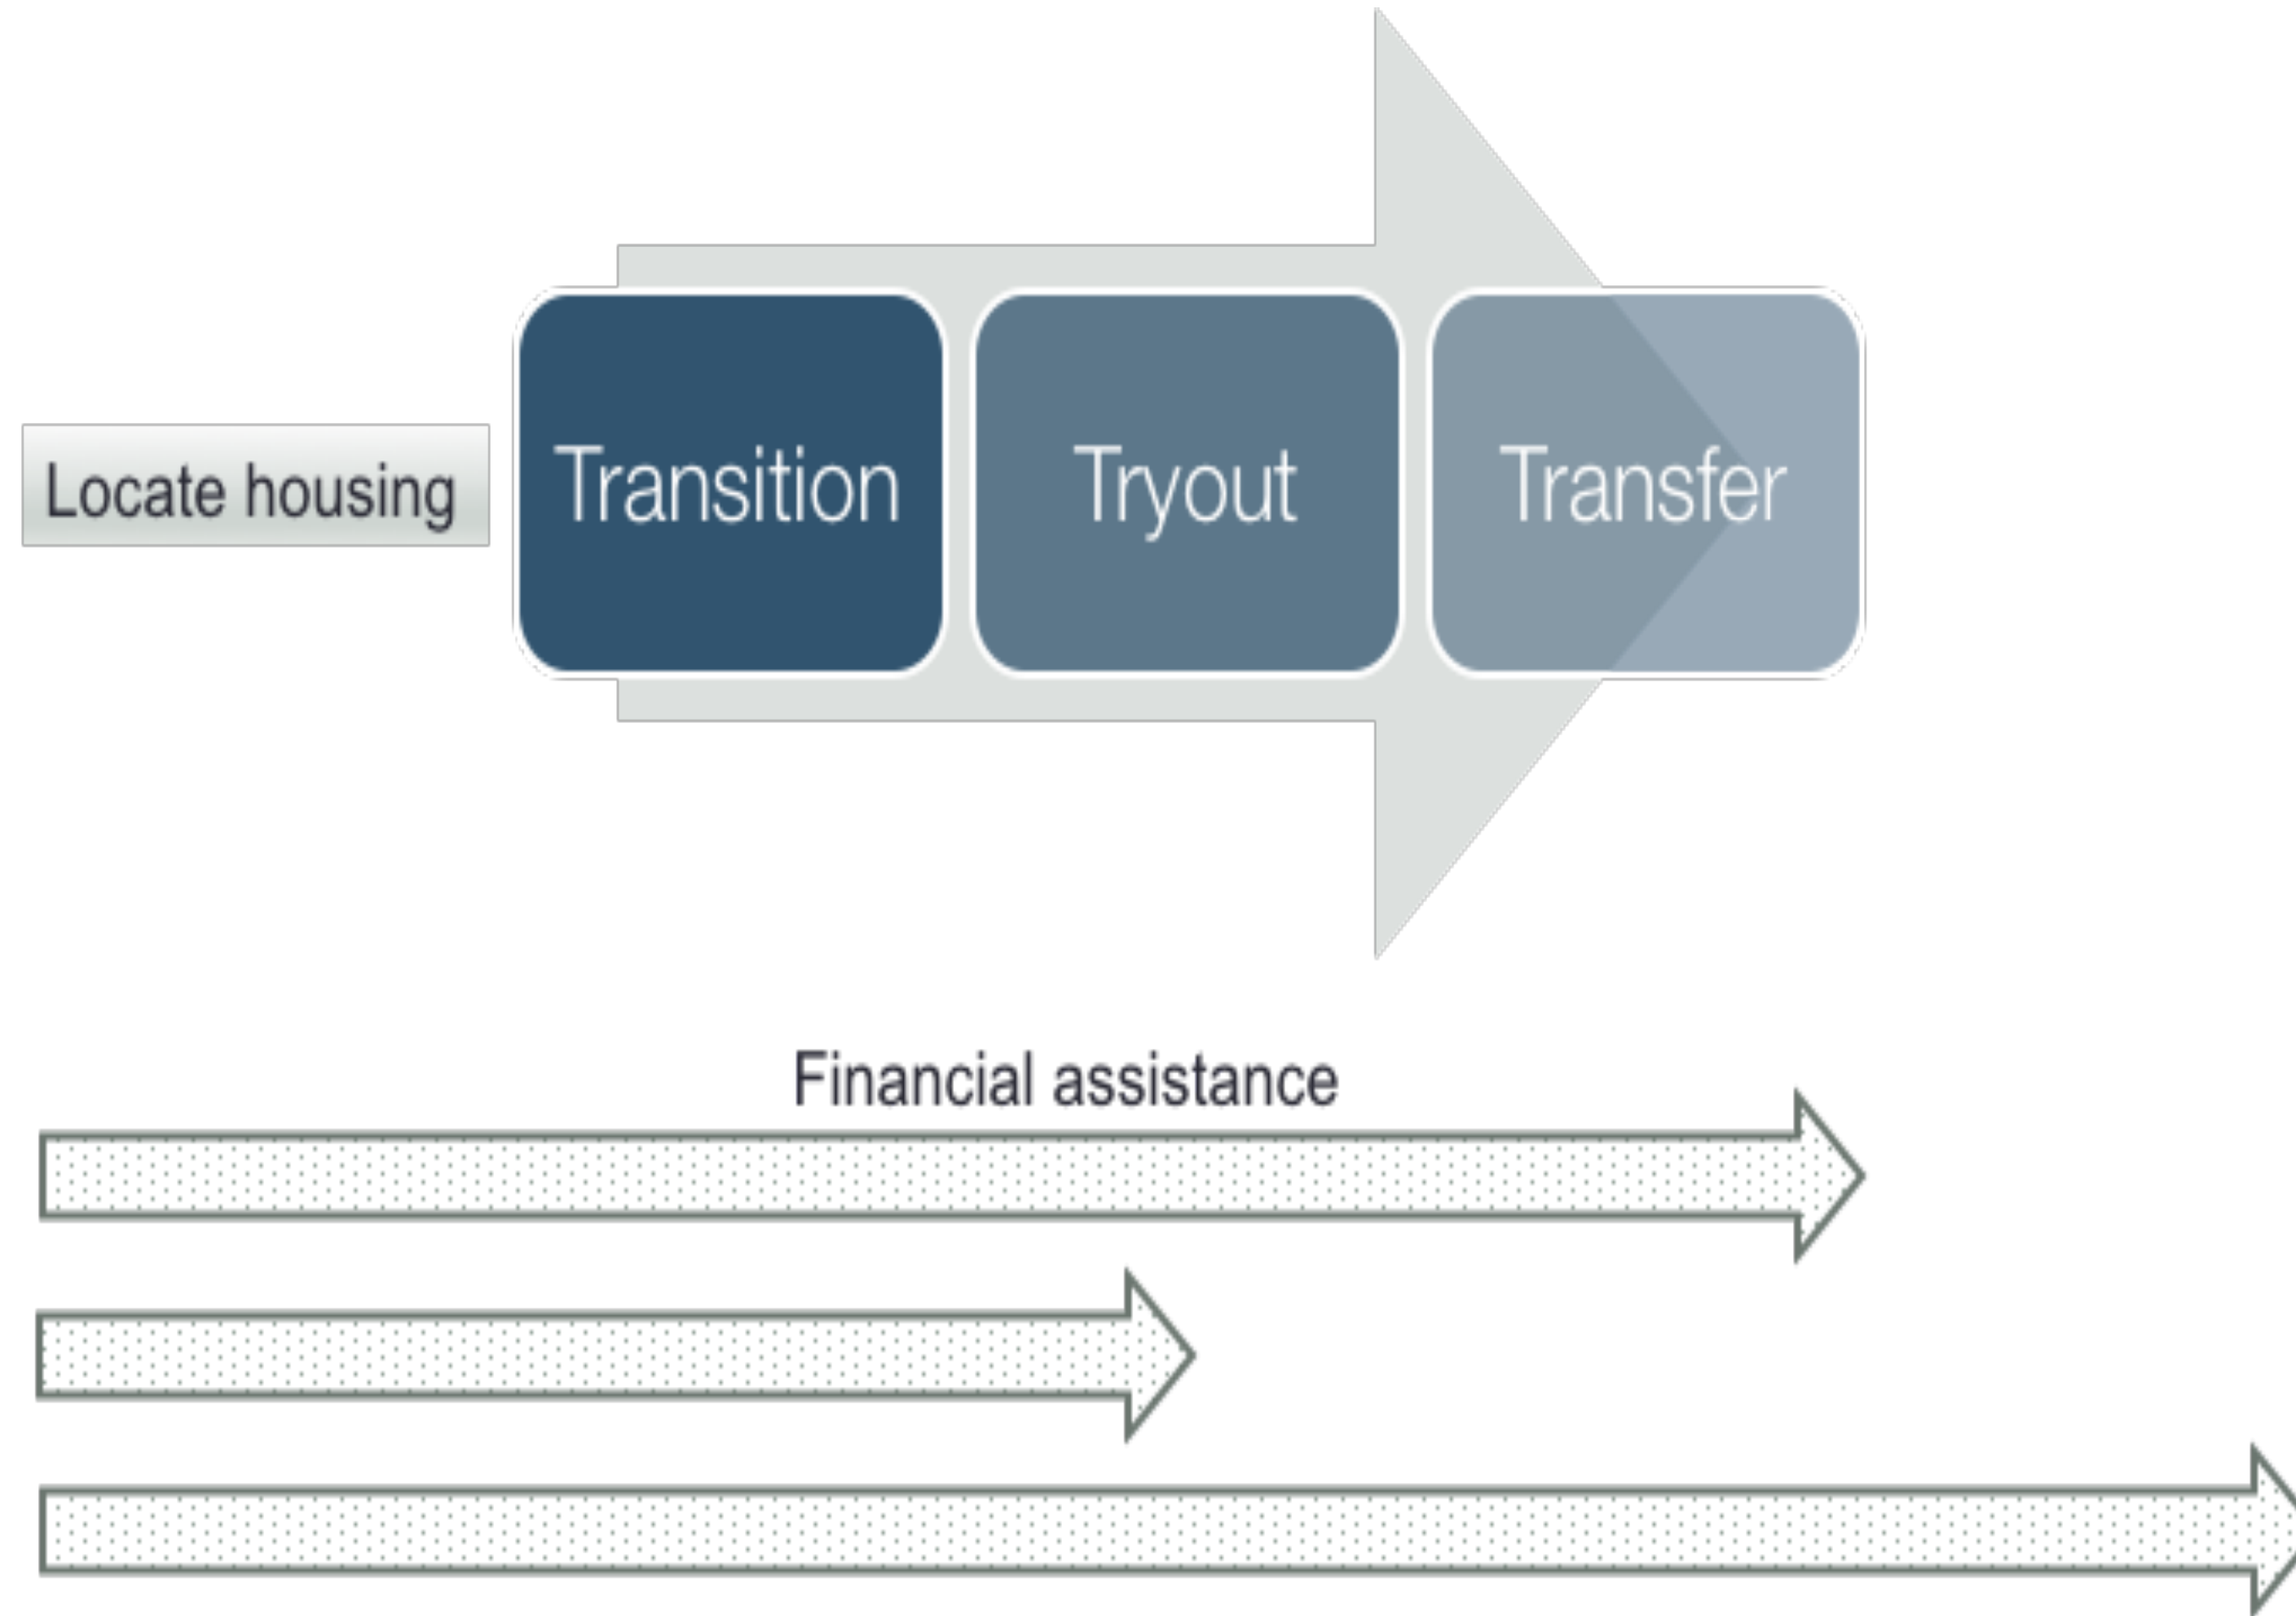 Locate housing
Transition
Tryout
Transfer
Financial assistance